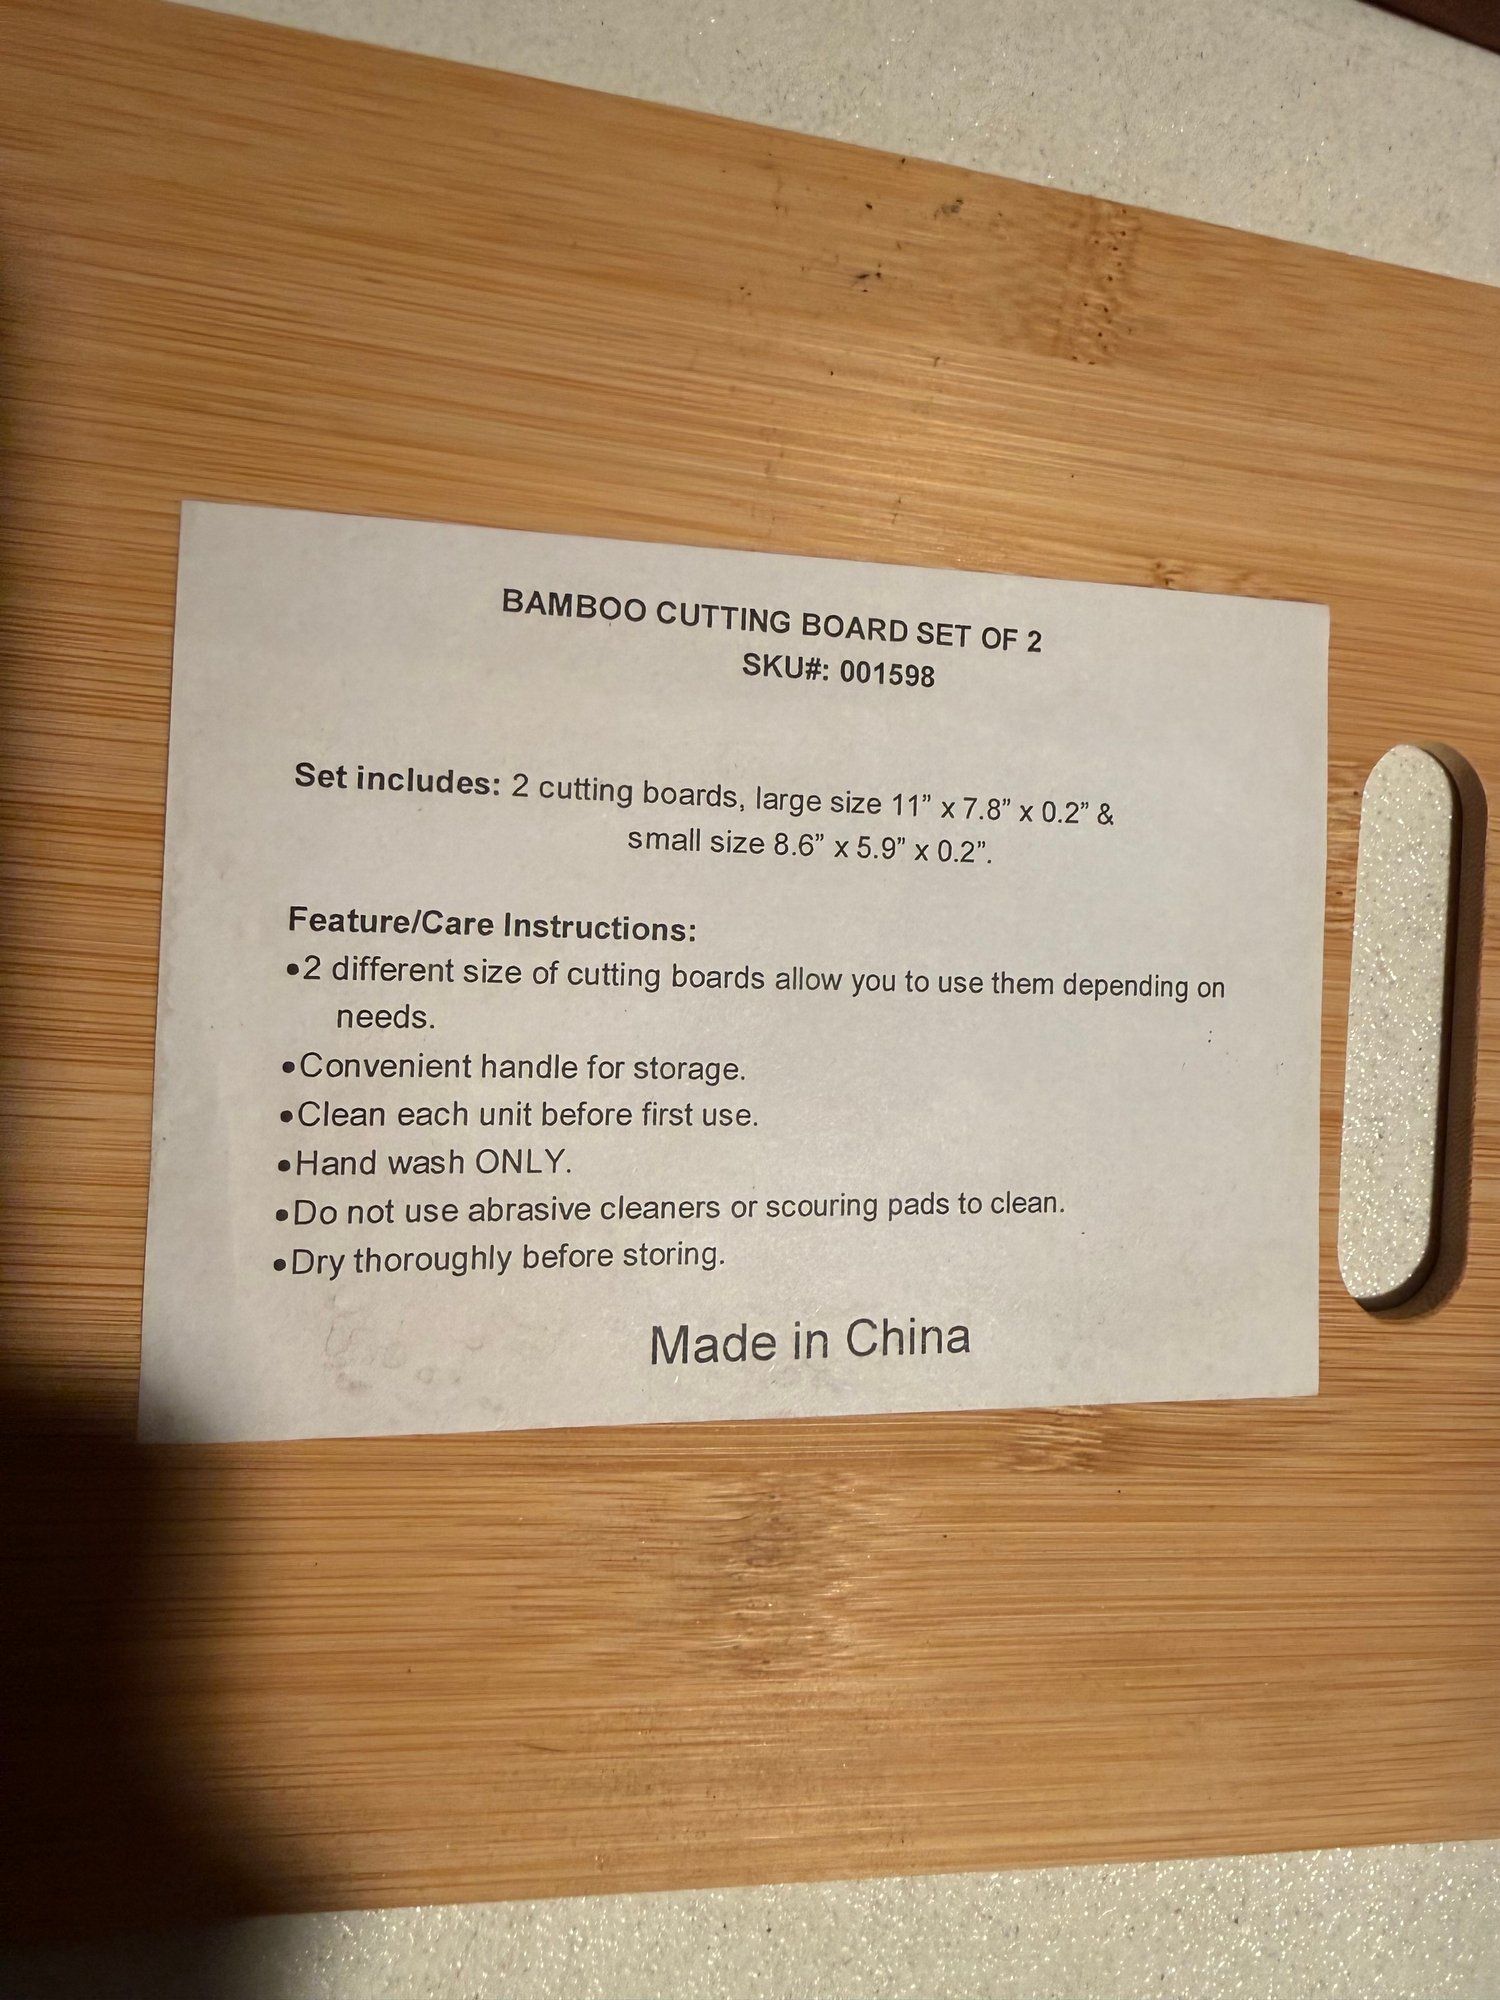 BAMBOO CUTTING BOARD SET OF 2
SKU#: 001598
Set includes: 2 cutting boards, large size 11” x 7.8” x 0.2” &
small size 8.6” x 5.9” x 0.2”.
Feature/Care Instructions:
•2 different size of cutting boards allow you to use them depending on
needs.
•Convenient handle for storage.
•Clean each unit before first use.
•Hand wash ONLY.
•Do not use abrasive cleaners or scouring pads to clean.
•Dry thoroughly before storing.
Made in China